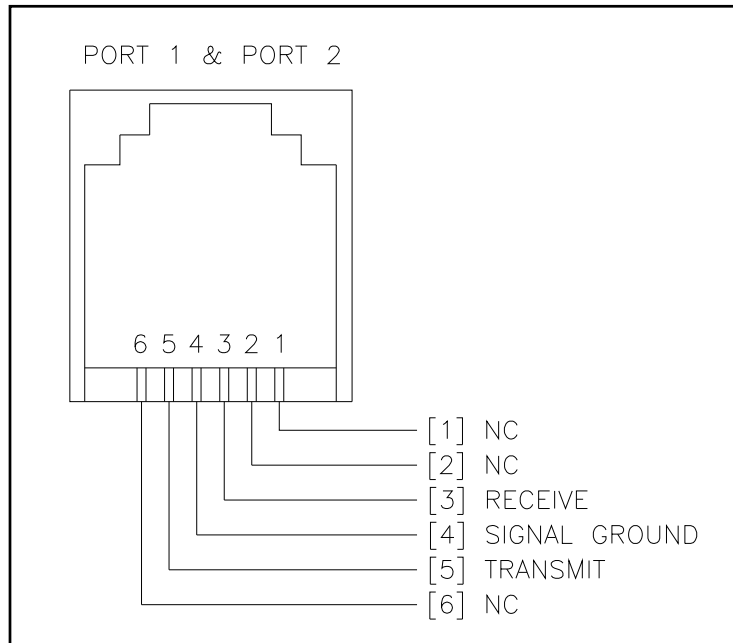 PORT 1 & PORT 2
6 5 4 3 2 1
[1] NC
[2] NC
[3] RECEIVE
[4] SIGNAL GROUND
[5] TRANSMIT
[6] NC